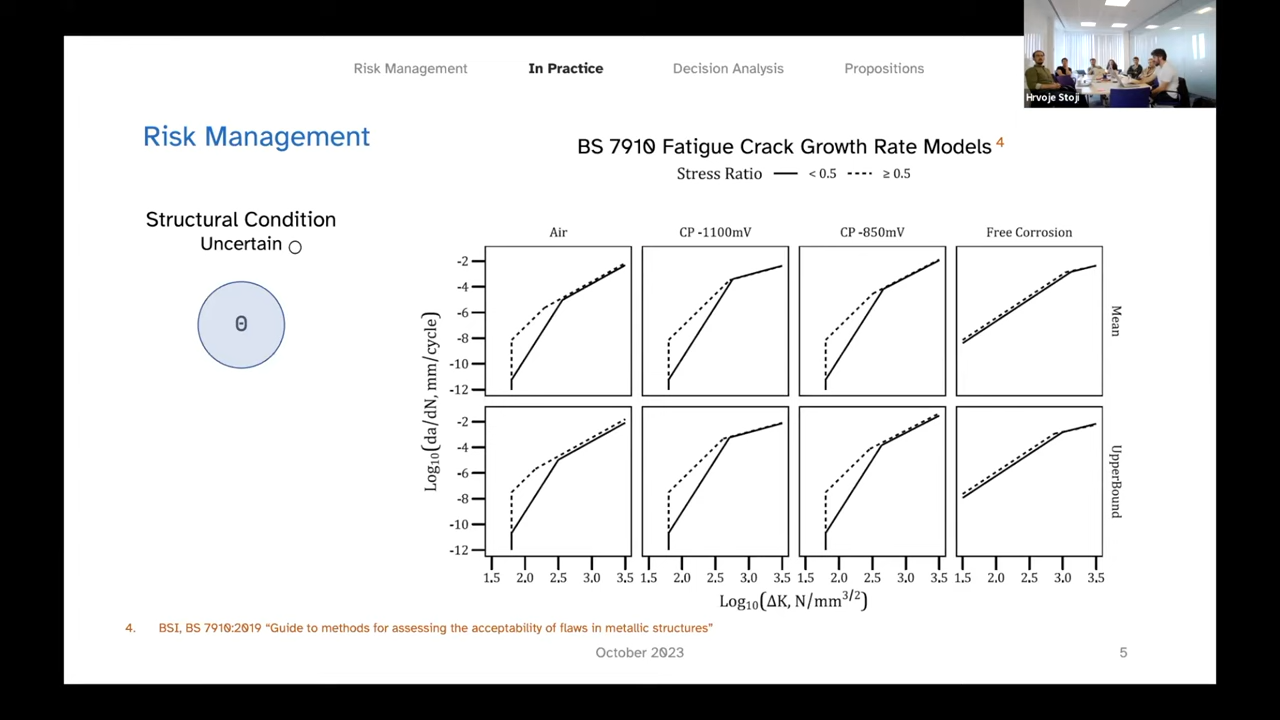 Risk Management In Practice Decision Analysis Propositions
Hrvoje Stoji
Risk Management
Structural Condition
Uncertain
θ
BS 7910 Fatigue Crack Growth Rate Models 4
Stress Ratio < 0.5 ≥ 0.5
Air CP -1100mV CP -850mV Free Corrosion
Log10(da/dN, mm/cycle)
-2
-4
-6
-8
-10
-12
Mean
-2
-4
-6
-8
-10
-12
UpperBound
1.5 2.0 2.5 3.0 3.5 1.5 2.0 2.5 3.0 3.5 1.5 2.0 2.5 3.0 3.5 1.5 2.0 2.5 3.0 3.5
Log10(ΔK, N/mm3/2)
4. BSI, BS 7910:2019 “Guide to methods for assessing the acceptability of flaws in metallic structures”
October 2023
5